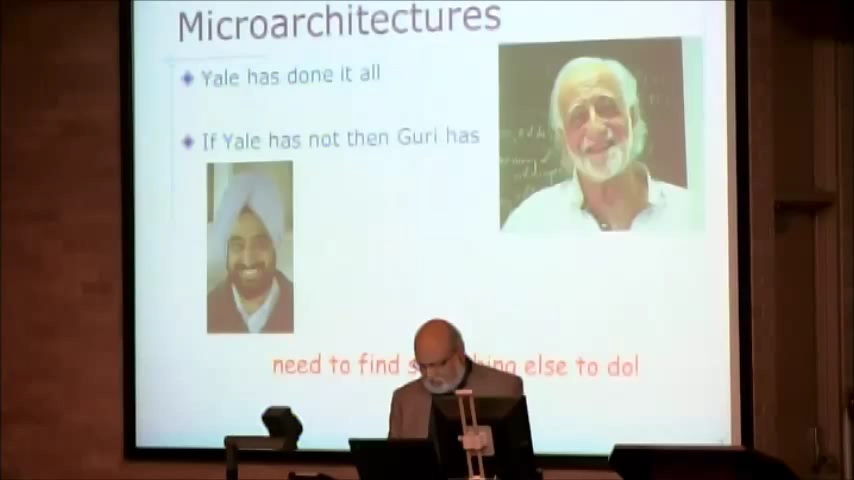 Microarchitectures
Yale has done it all
If Yale has not then Guri has
need to find else to do!